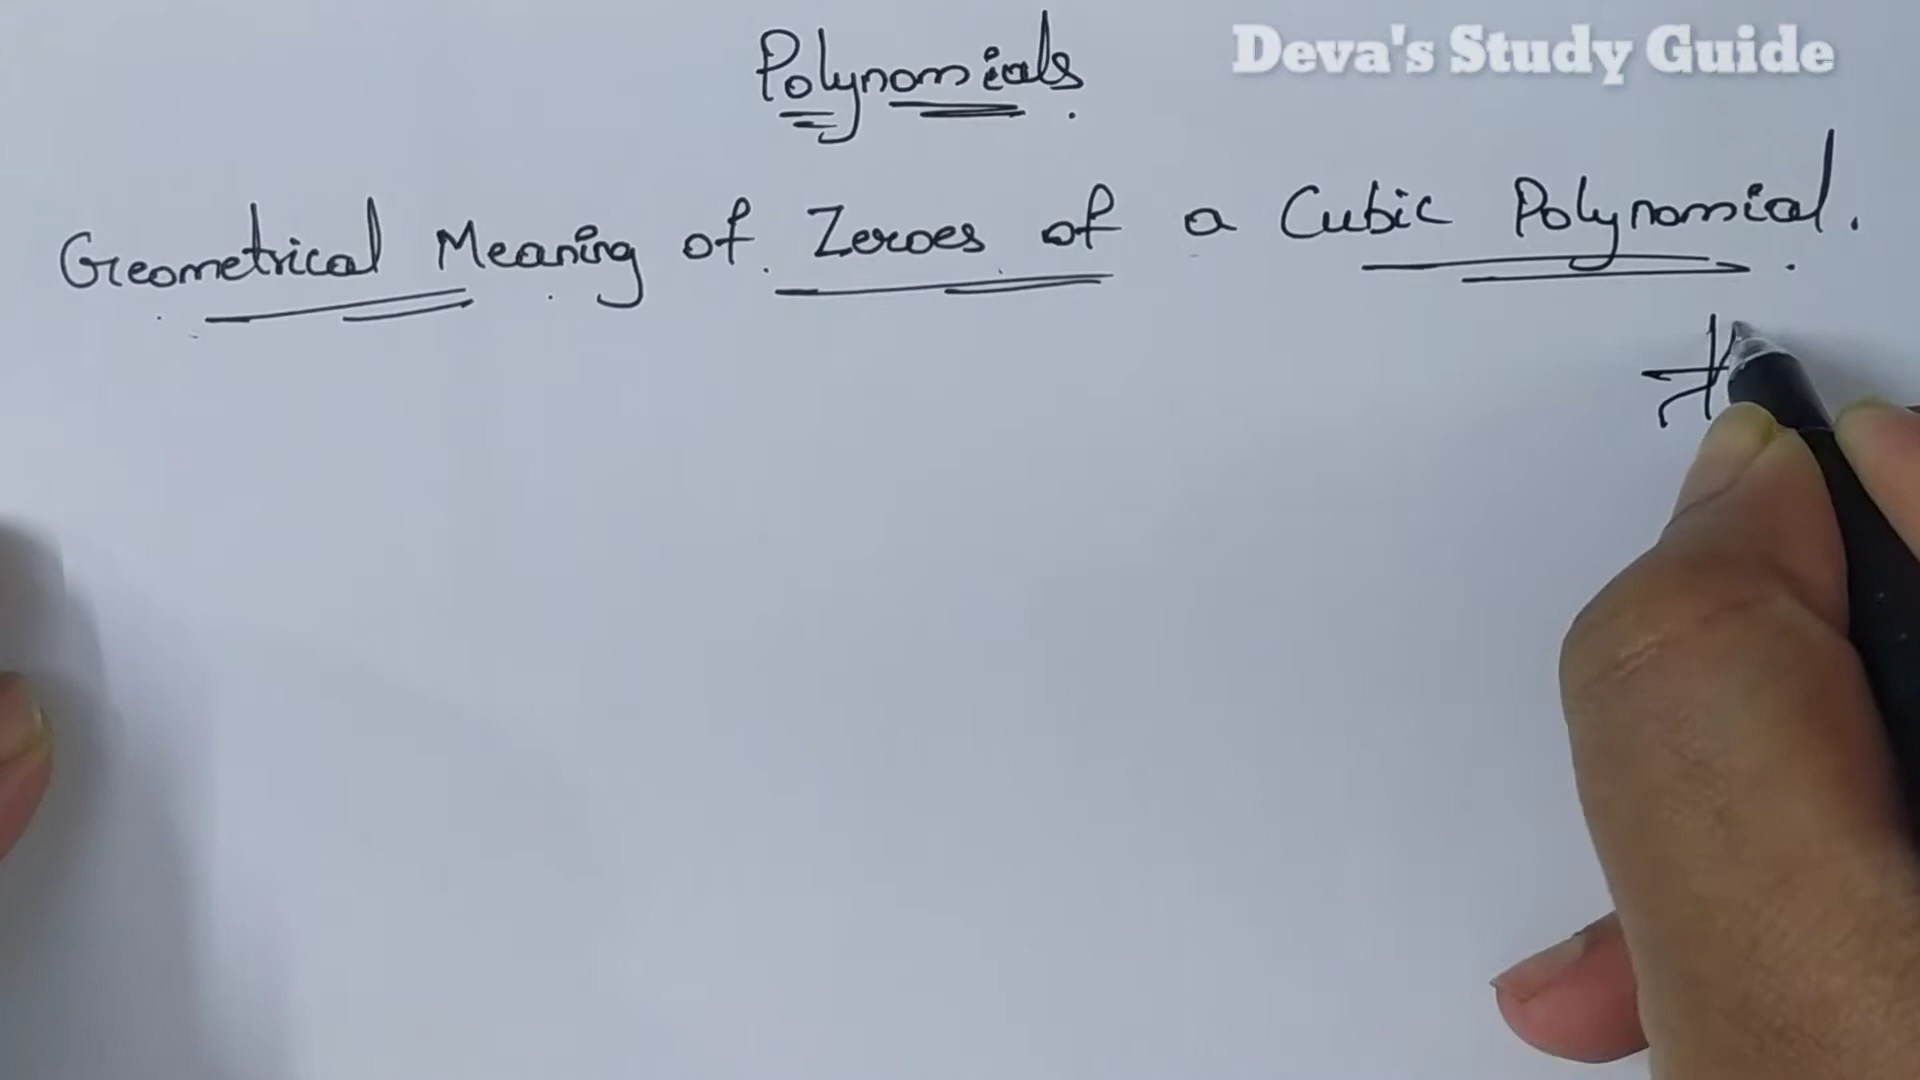 Polynomials.
Deva's Study Guide
Geometrical Meaning of Zeroes of a Cubic Polynomial.